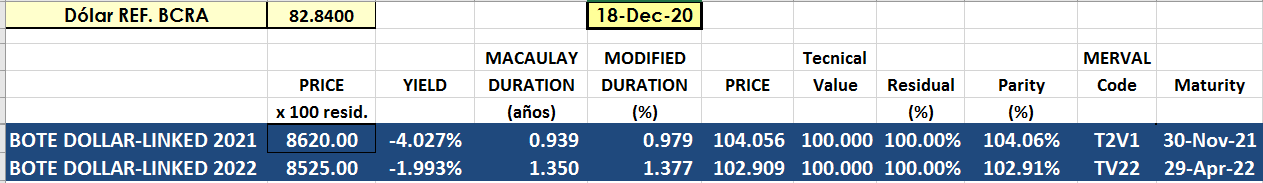 Dólar REF. BCRA 82.8400 18-Dec-20
MACAULAY MODIFIED Tecnical MERVAL
PRICE YIELD DURATION DURATION PRICE Value Residual Parity Code Maturity
x 100 resid. (años) (%) (%) (%)
BOTE DOLLAR-LINKED 2021 8620.00 -4.027% 0.939 0.979 104.056 100.000 100.00% 104.06% T2V1 30-Nov-21
BOTE DOLLAR-LINKED 2022 8525.00 -1.993% 1.350 1.377 102.909 100.000 100.00% 102.91% TV22 29-Apr-22